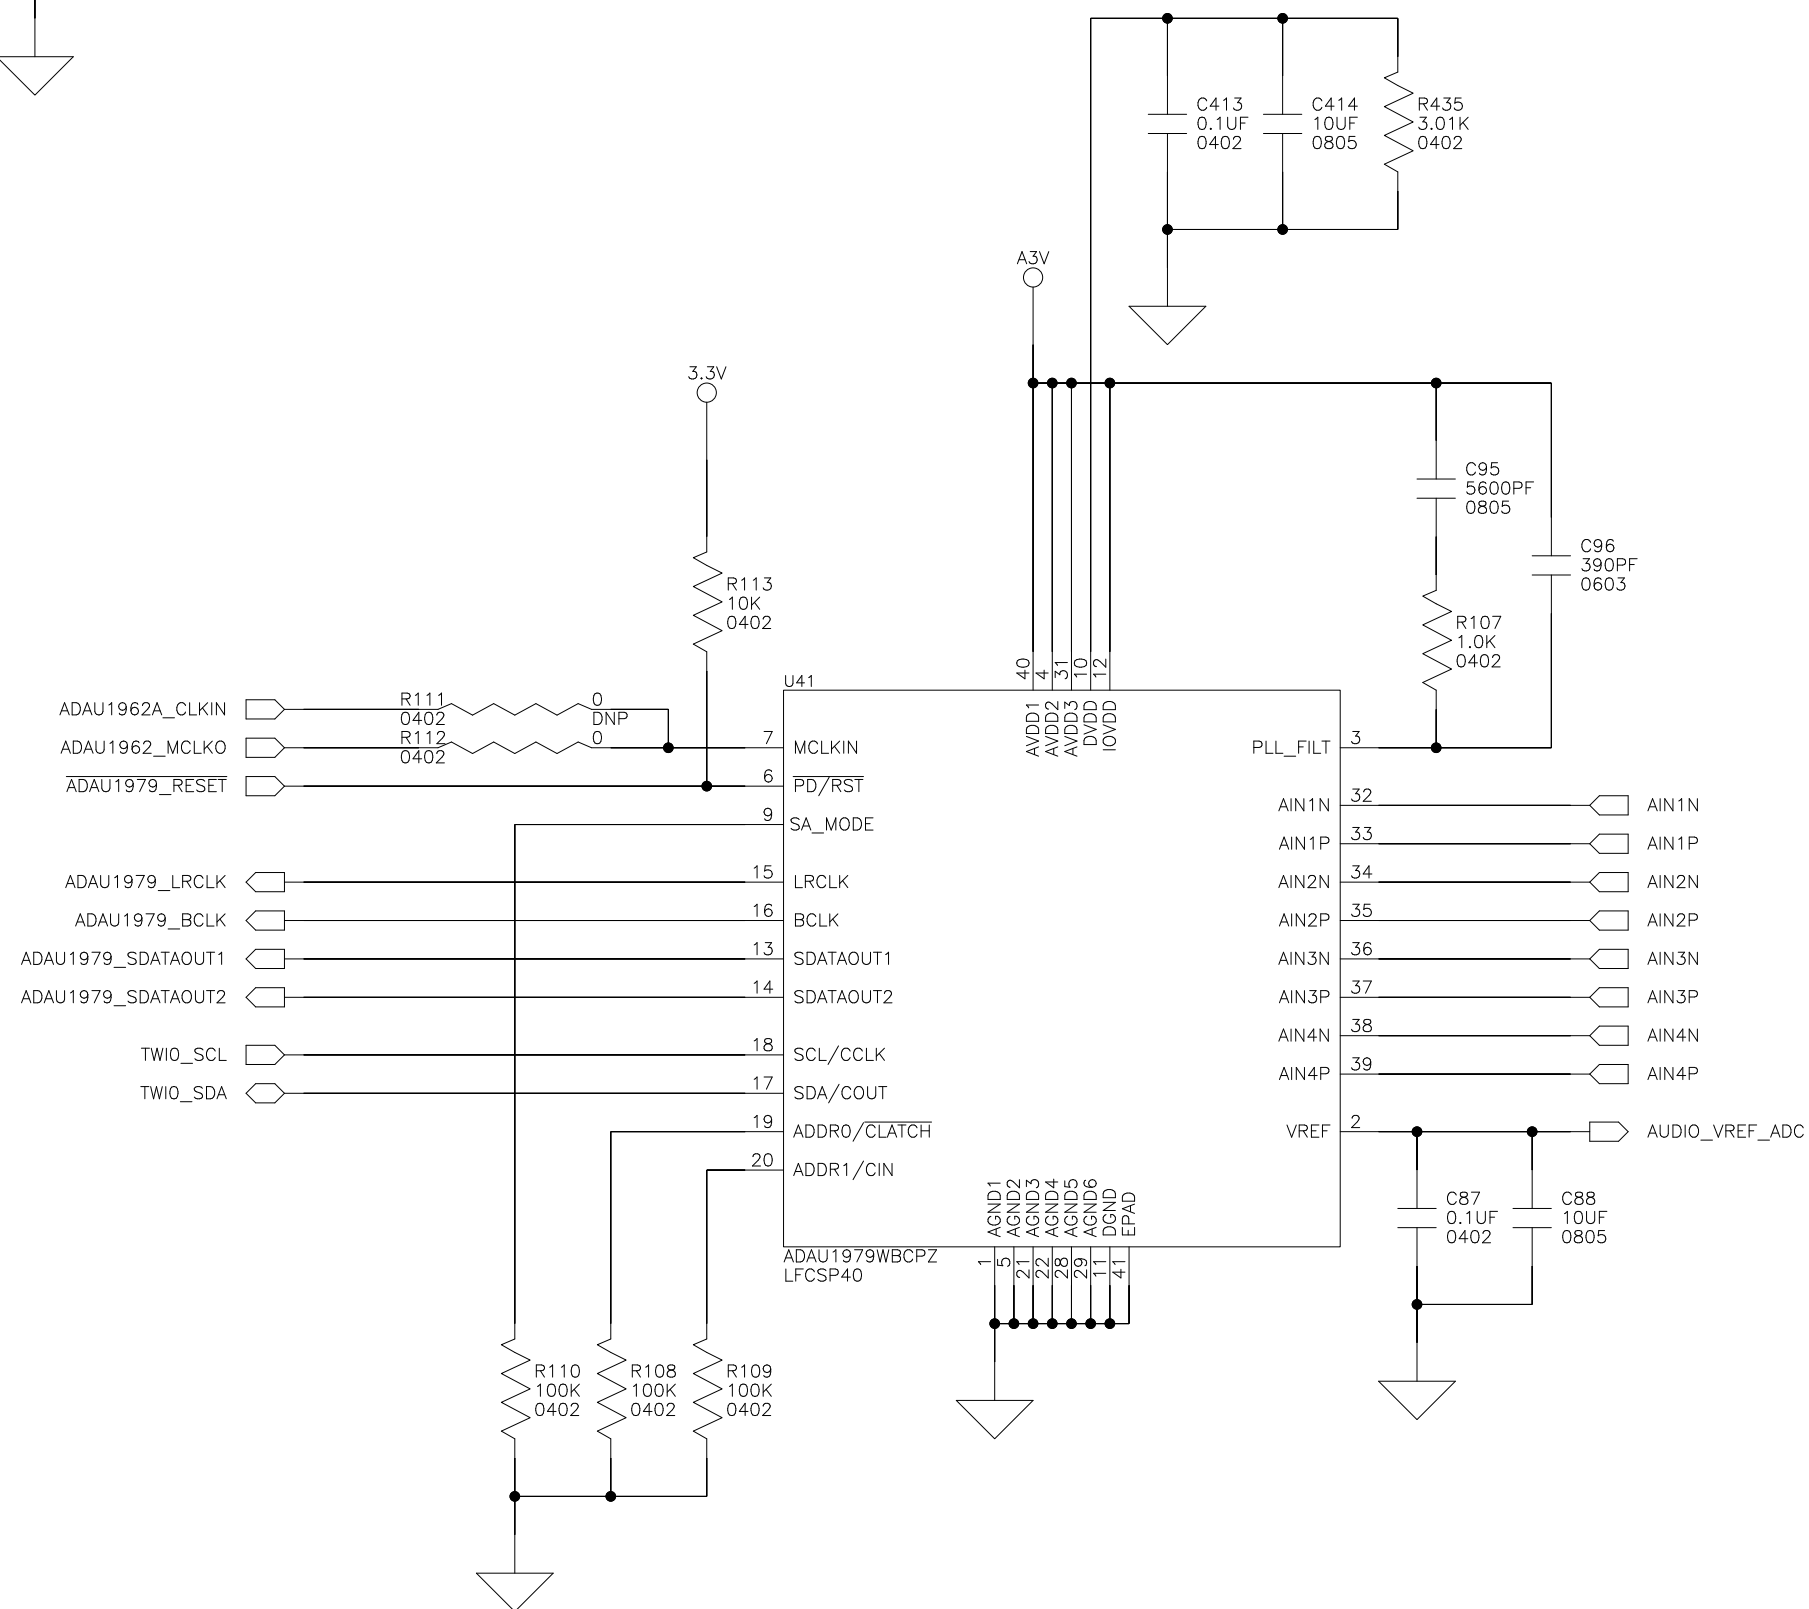 C413
0.1UF
0402
C414
10UF
0805
R435
3.01K
0402
A3V
3.3V
C95
5600PF
0805
C96
390PF
0603
R113
10K
0402
R107
1.0K
0402
40
4
31
10
12
U41
AVDD1
AVDD2
AVDD3
DVDD
IOVDD
ADAU1962A_CLKIN
R111
0402
0
DNP
ADAU1962_MCLKO
R112
0402
0
7
MCLKIN
PLL_FILT
3
ADAU1979_RESET
6
PD/RST
9
SA_MODE
AIN1N
32
AIN1N
AIN1P
33
AIN1P
ADAU1979_LRCLK
15
LRCLK
AIN2N
34
AIN2N
ADAU1979_BCLK
16
BCLK
AIN2P
35
AIN2P
ADAU1979_SDATAOUT1
13
SDATAOUT1
AIN3N
36
AIN3N
ADAU1979_SDATAOUT2
14
SDATAOUT2
AIN3P
37
AIN3P
AIN4N
38
AIN4N
TWI0_SCL
18
SCL/CCLK
AIN4P
39
AIN4P
TWI0_SDA
17
SDA/COUT
19
ADDR0/CLATCH
VREF
2
AUDIO_VREF_ADC
20
ADDR1/CIN
AGND1
AGND2
AGND3
AGND4
AGND5
AGND6
DGND
EPAD
C87
0.1UF
0402
C88
10UF
0805
ADAU1979WBCPZ
LFCSP40
1
5
21
22
28
29
11
41
R110
100K
0402
R108
100K
0402
R109
100K
0402